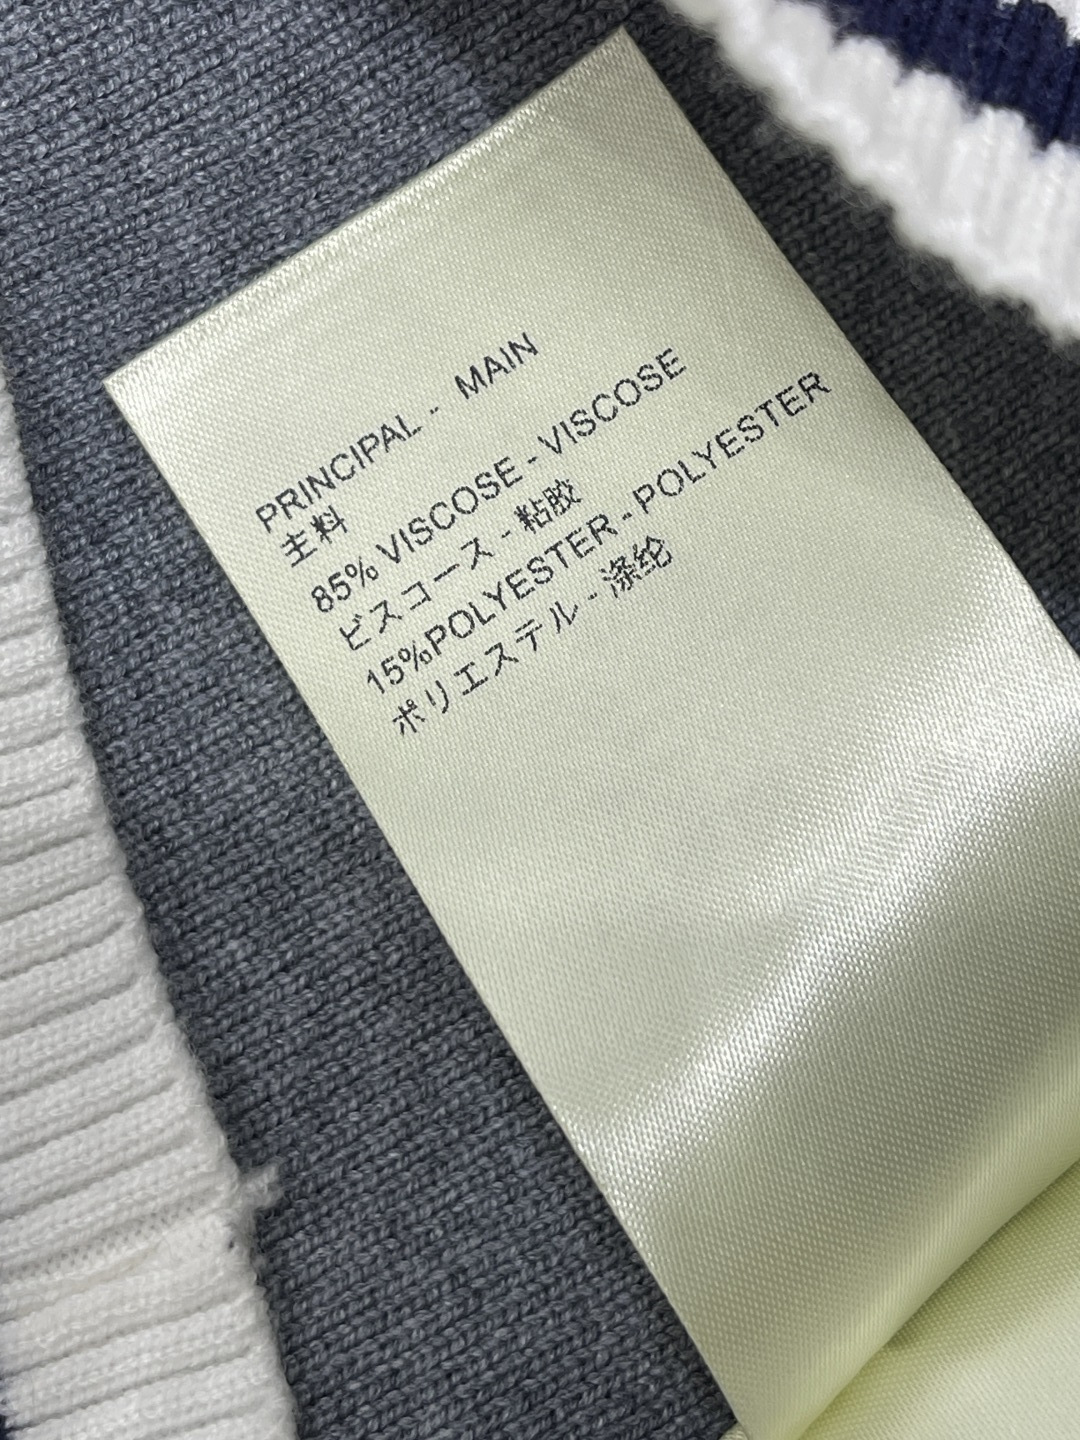 PRINCIPAL - MAIN
主料
85% VISCOSE - VISCOSE
ビスコース - 粘胶
15%POLYESTER - POLYESTER
ポリエステル - 涤纶